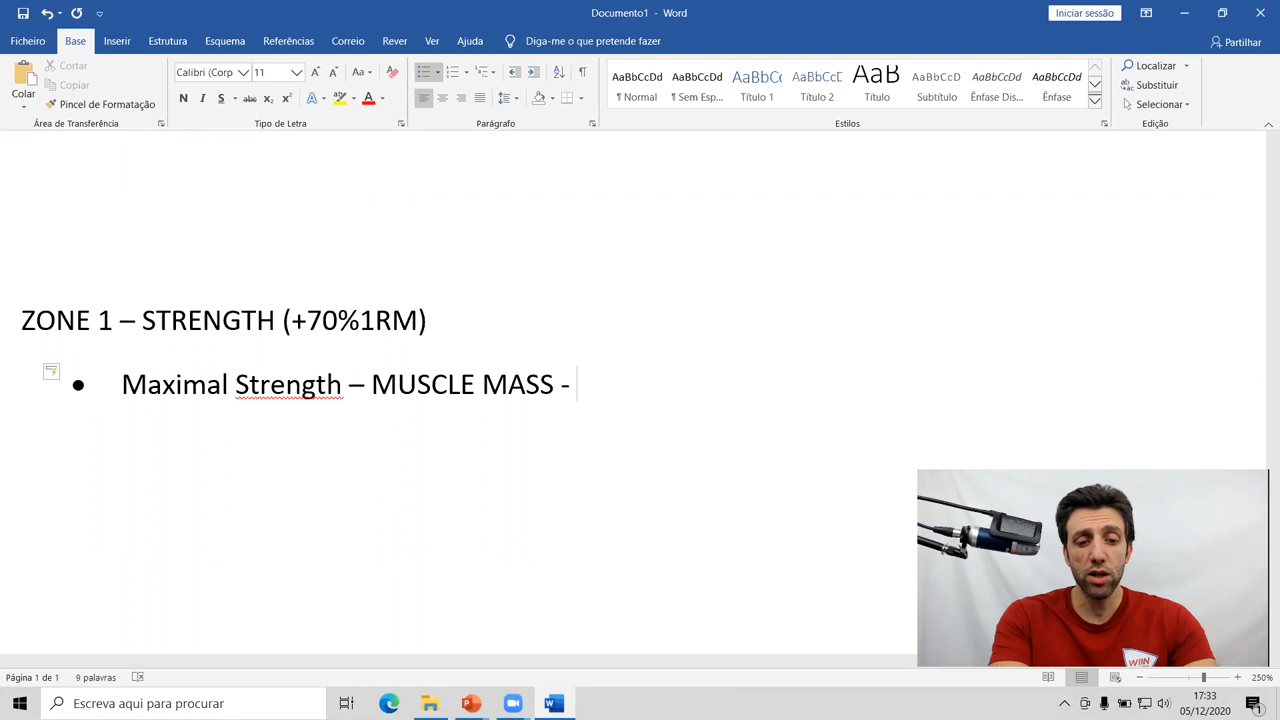 Documento1 - Word
Iniciar sessão
Ficheiro Base Inserir Estrutura Esquema Referências Correio Rever Ver Ajuda Diga-me o que pretende fazer
Partilhar
Colar
Cortar
Copiar
Pincel de Formatação
Área de Transferência
Calibri (Corp 11
Tipo de Letra
Parágrafo
AaBbCcDd AaBbCcDd AaBbCc AaBbCcD AaB AaBbCcD AaBbCcDd AaBbCcDd
¶ Normal ¶ Sem Esp... Título 1 Título 2 Título Subtítulo Ênfase Dis... Ênfase
Estilos
Localizar
Substituir
Selecionar
Edição
ZONE 1 – STRENGTH (+70%1RM)
• Maximal Strength – MUSCLE MASS -
WIIN
Página 1 de 1 9 palavras
250%
Escreva aqui para procurar
17:33
05/12/2020